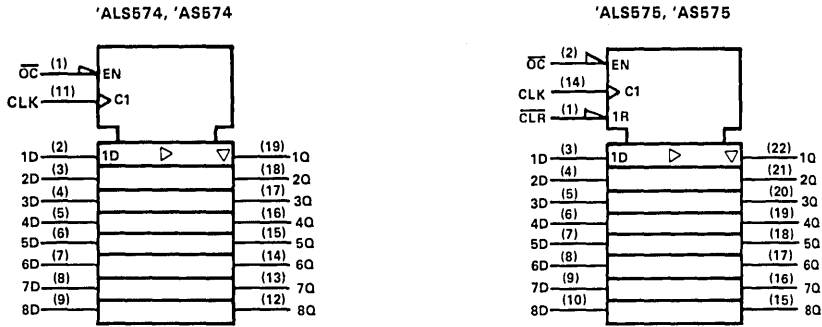 'ALS574, 'AS574
OC (1) EN
CLK (11) C1
1D (2) 1D (19) 1Q
2D (3) (18) 2Q
3D (4) (17) 3Q
4D (5) (16) 4Q
5D (6) (15) 5Q
6D (7) (14) 6Q
7D (8) (13) 7Q
8D (9) (12) 8Q
'ALS575, 'AS575
OC (2) EN
CLK (14) C1
CLR (1) 1R
1D (3) 1D (22) 1Q
2D (4) (21) 2Q
3D (5) (20) 3Q
4D (6) (19) 4Q
5D (7) (18) 5Q
6D (8) (17) 6Q
7D (9) (16) 7Q
8D (10) (15) 8Q